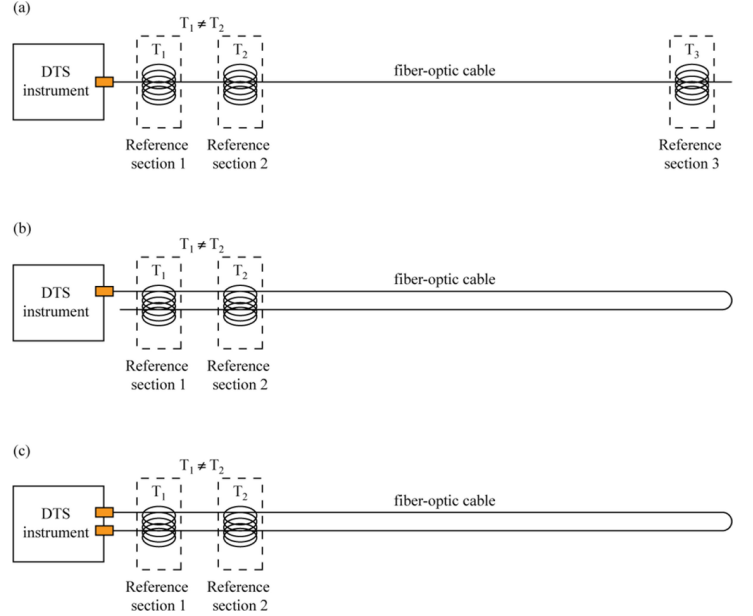 (a)
T1 ≠ T2
DTS
instrument
T1
T2
T3
fiber-optic cable
Reference
section 1
Reference
section 2
Reference
section 3
(b)
T1 ≠ T2
DTS
instrument
T1
T2
fiber-optic cable
Reference
section 1
Reference
section 2
(c)
T1 ≠ T2
DTS
instrument
T1
T2
fiber-optic cable
Reference
section 1
Reference
section 2